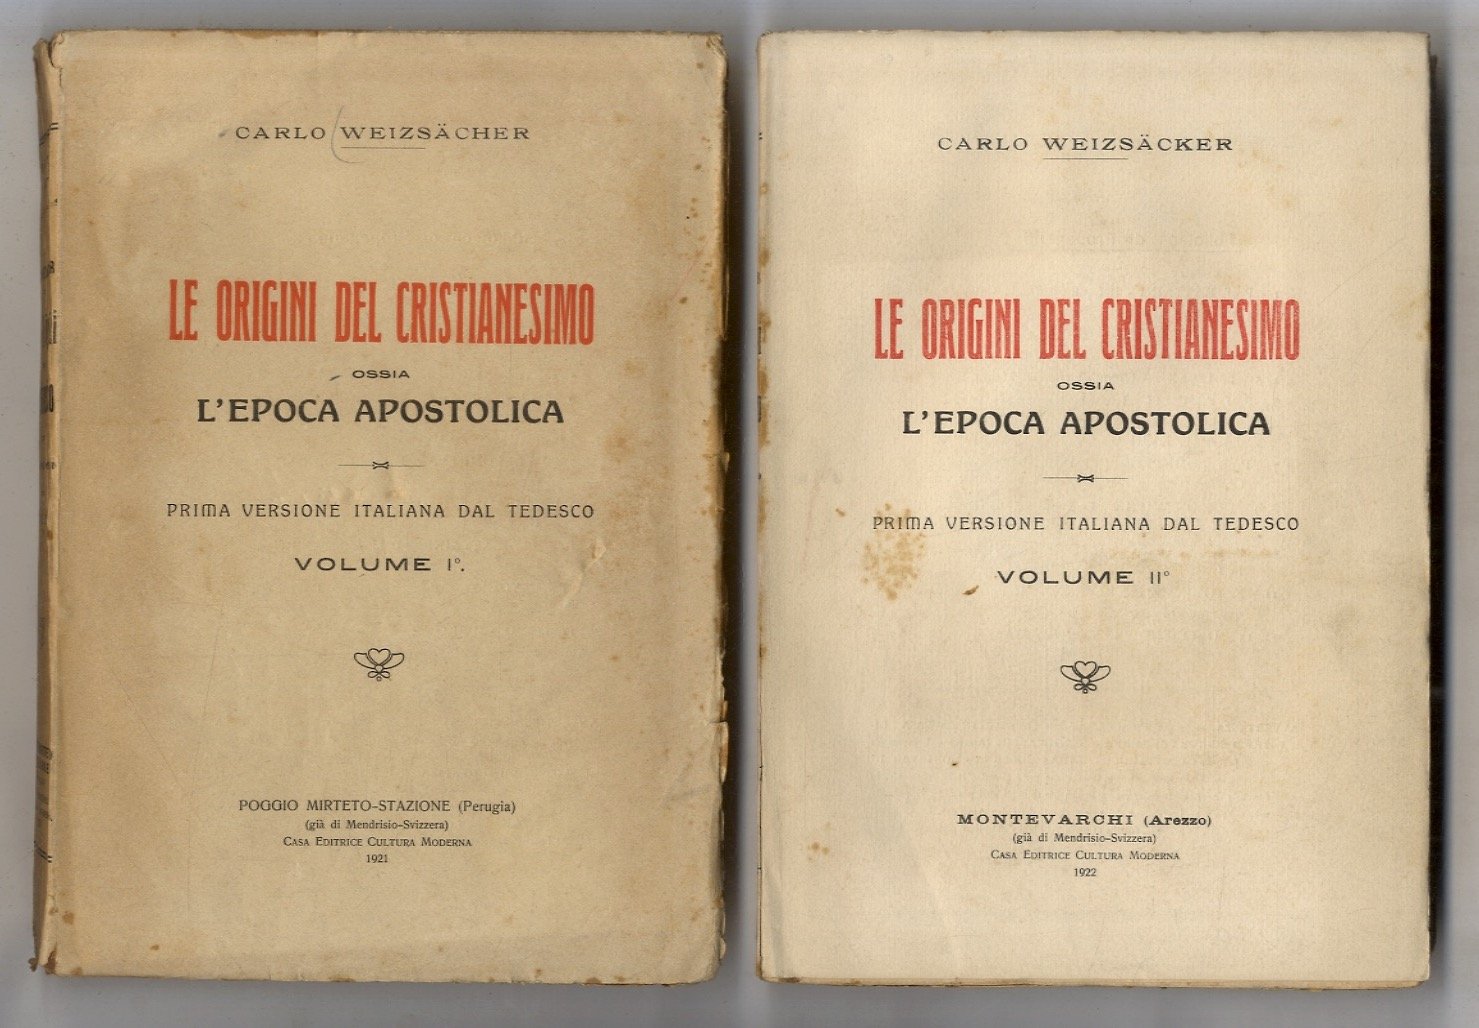 CARLO WEIZSÄCHER
LE ORIGINI DEL CRISTIANESIMO
OSSIA
L'EPOCA APOSTOLICA
PRIMA VERSIONE ITALIANA DAL TEDESCO
VOLUME I°.
POGGIO MIRTETO-STAZIONE (Perugia)
(già di Mendrisio-Svizzera)
CASA EDITRICE CULTURA MODERNA
1921
CARLO WEIZSÄCKER
LE ORIGINI DEL CRISTIANESIMO
OSSIA
L'EPOCA APOSTOLICA
PRIMA VERSIONE ITALIANA DAL TEDESCO
VOLUME II°
MONTEVARCHI (Arezzo)
(già di Mendrisio-Svizzera)
CASA EDITRICE CULTURA MODERNA
1922